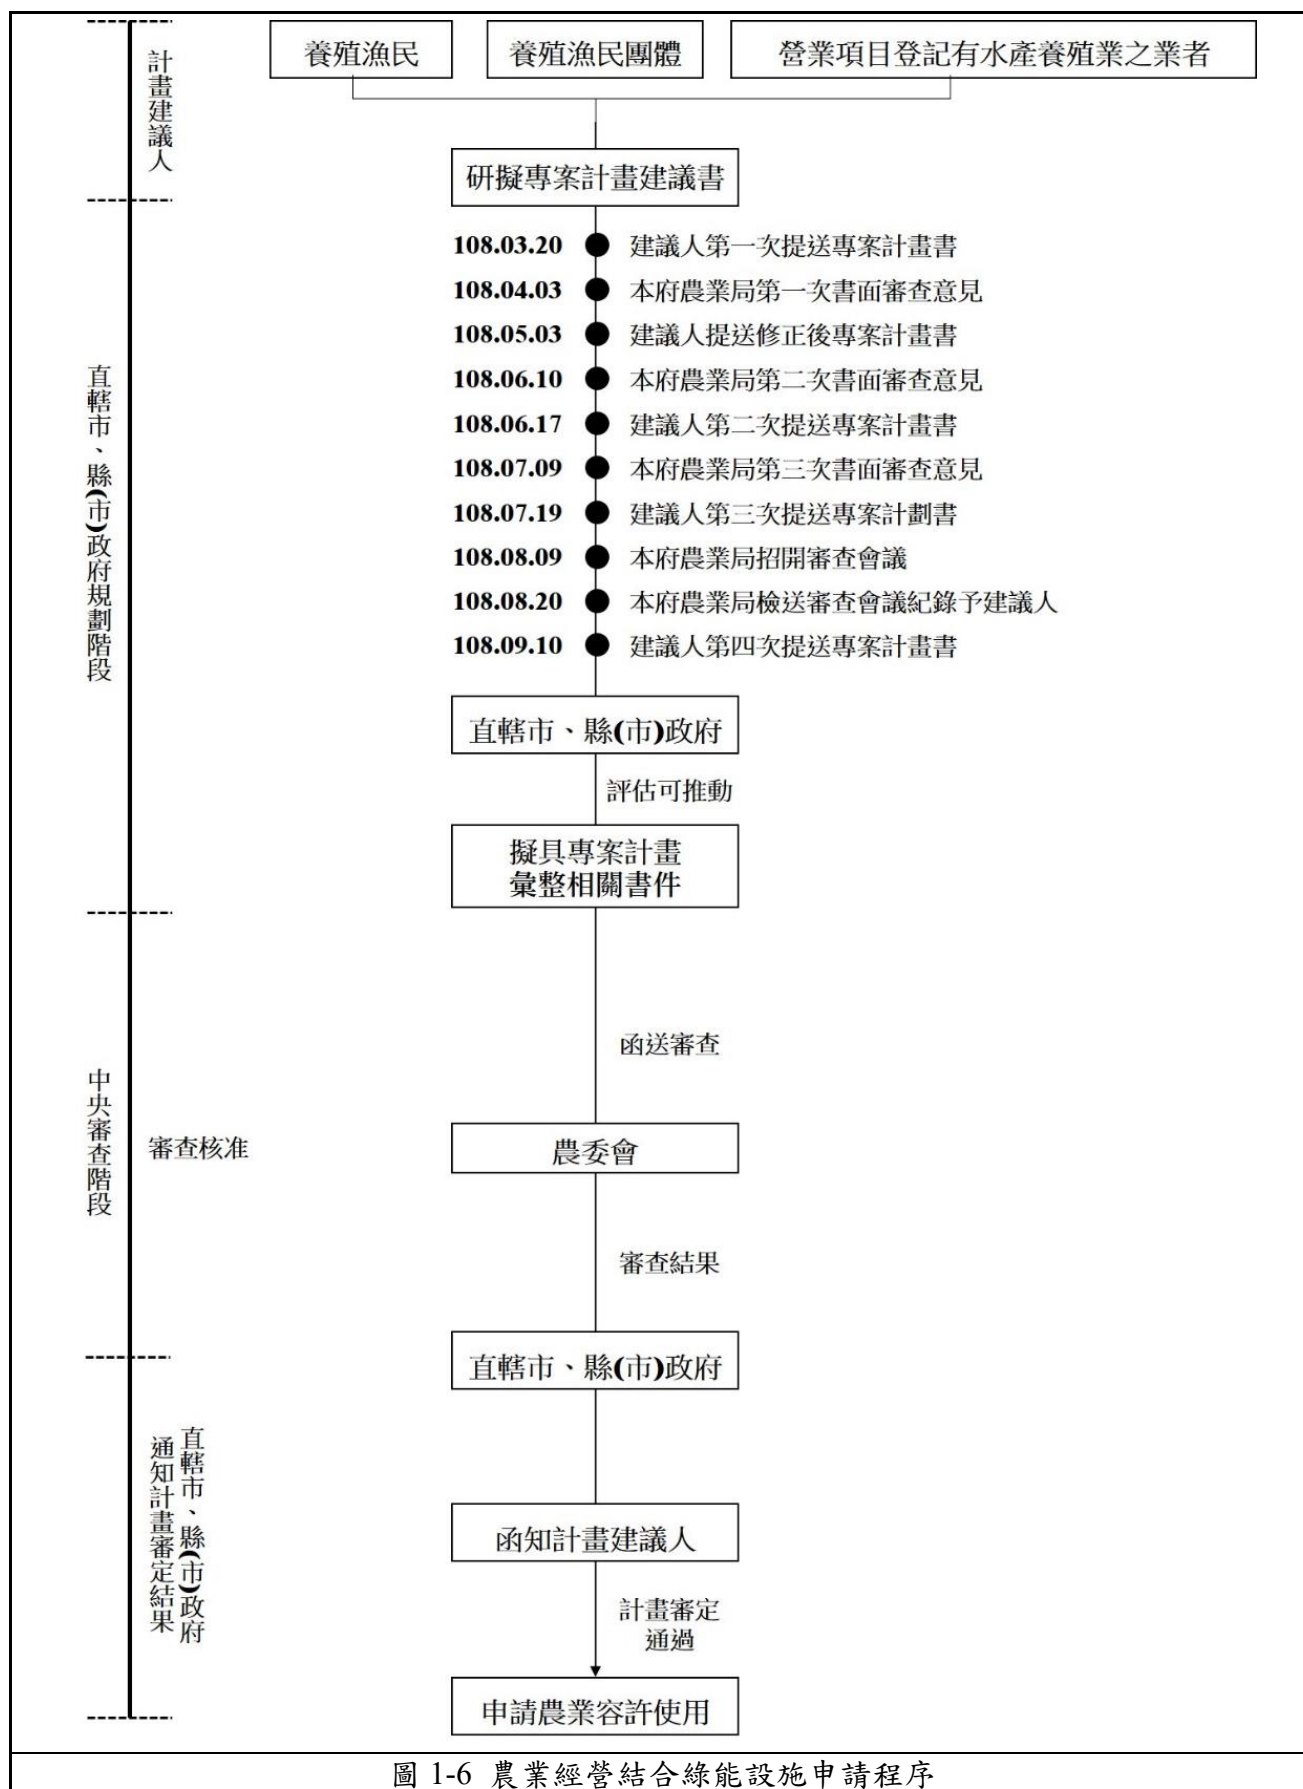 計畫建議人
養殖漁民
養殖漁民團體
營業項目登記有水產養殖業之業者
研擬專案計畫建議書
直轄市、縣(市)政府規劃階段
108.03.20 建議人第一次提送專案計畫書
108.04.03 本府農業局第一次書面審查意見
108.05.03 建議人提送修正後專案計畫書
108.06.10 本府農業局第二次書面審查意見
108.06.17 建議人第二次提送專案計畫書
108.07.09 本府農業局第三次書面審查意見
108.07.19 建議人第三次提送專案計劃書
108.08.09 本府農業局招開審查會議
108.08.20 本府農業局檢送審查會議紀錄予建議人
108.09.10 建議人第四次提送專案計畫書
直轄市、縣(市)政府
評估可推動
擬具專案計畫
彙整相關書件
中央審查階段
函送審查
審查核准
農委會
審查結果
直轄市、縣(市)政府
直轄市、縣(市)政府
通知計畫審定結果
函知計畫建議人
計畫審定
通過
申請農業容許使用
圖 1-6 農業經營結合綠能設施申請程序